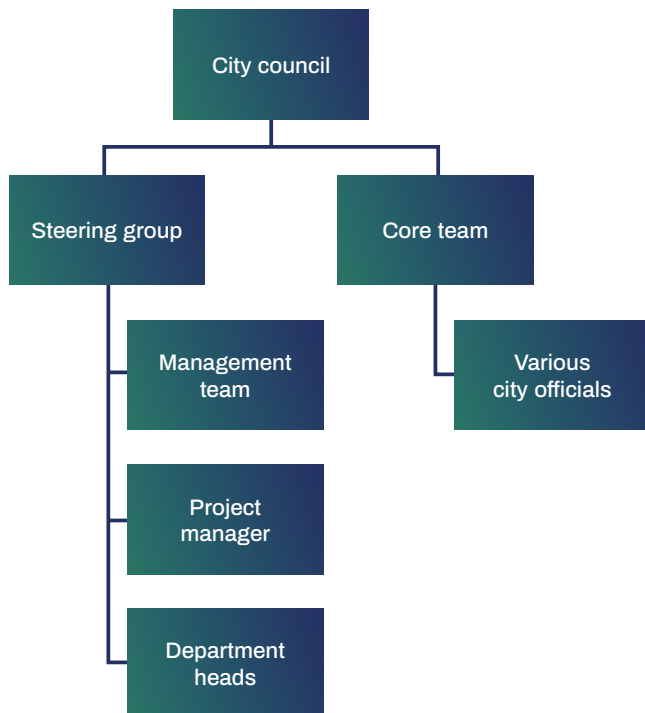 City council
Steering group
Core team
Management
team
Various
city officials
Project
manager
Department
heads